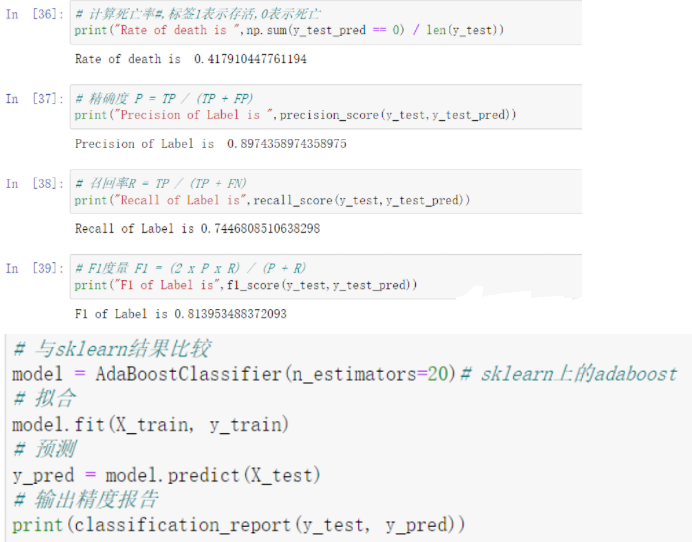 In [36]: # 计算死亡率#,标签1表示存活,0表示死亡
print("Rate of death is ",np.sum(y_test_pred == 0) / len(y_test))
Rate of death is  0.417910447761194
In [37]: # 精确度 P = TP / (TP + FP)
print("Precision of Label is ",precision_score(y_test,y_test_pred))
Precision of Label is  0.8974358974358975
In [38]: # 召回率R = TP / (TP + FN)
print("Recall of Label is",recall_score(y_test,y_test_pred))
Recall of Label is 0.7446808510638298
In [39]: # F1度量 F1 = (2 x P x R) / (P + R)
print("F1 of Label is",f1_score(y_test,y_test_pred))
F1 of Label is 0.813953488372093
# 与sklearn结果比较
model = AdaBoostClassifier(n_estimators=20)# sklearn上的adaboost
# 拟合
model.fit(X_train, y_train)
# 预测
y_pred = model.predict(X_test)
# 输出精度报告
print(classification_report(y_test, y_pred))